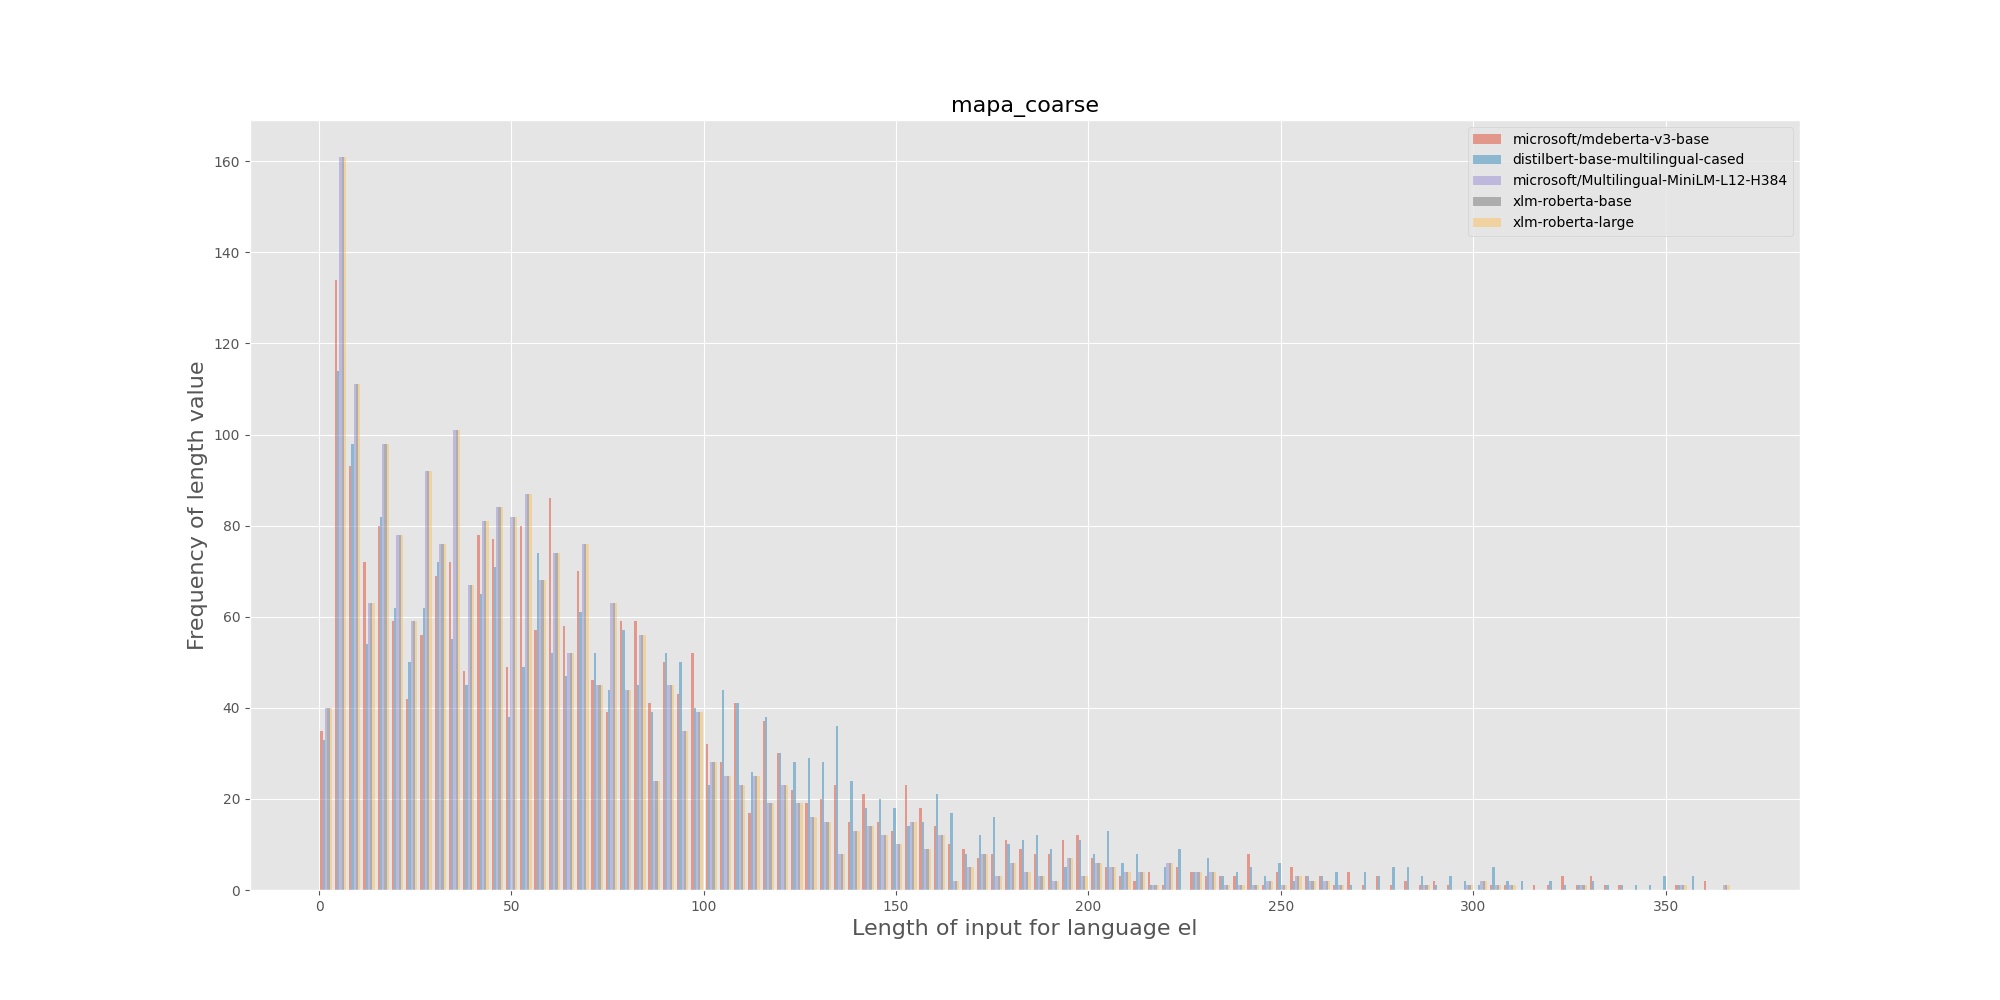 mapa_coarse
microsoft/mdeberta-v3-base
distilbert-base-multilingual-cased
microsoft/Multilingual-MiniLM-L12-H384
xlm-roberta-base
xlm-roberta-large
Frequency of length value
160
140
120
100
80
60
40
20
0
0 50 100 150 200 250 300 350
Length of input for language el